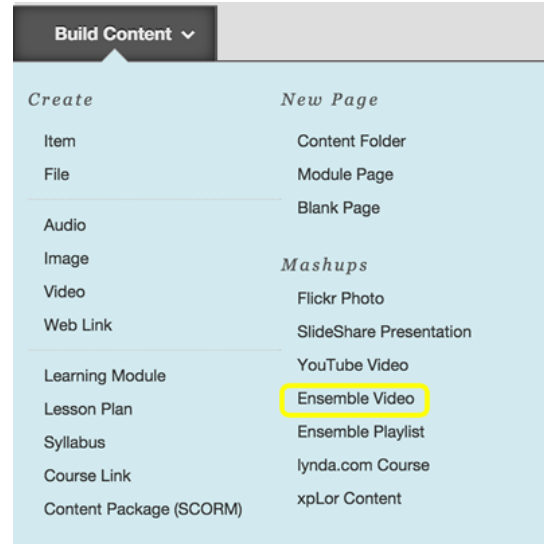 Build Content
Create
Item
File
Audio
Image
Video
Web Link
Learning Module
Lesson Plan
Syllabus
Course Link
Content Package (SCORM)
New Page
Content Folder
Module Page
Blank Page
Mashups
Flickr Photo
SlideShare Presentation
YouTube Video
Ensemble Video
Ensemble Playlist
lynda.com Course
xpLor Content